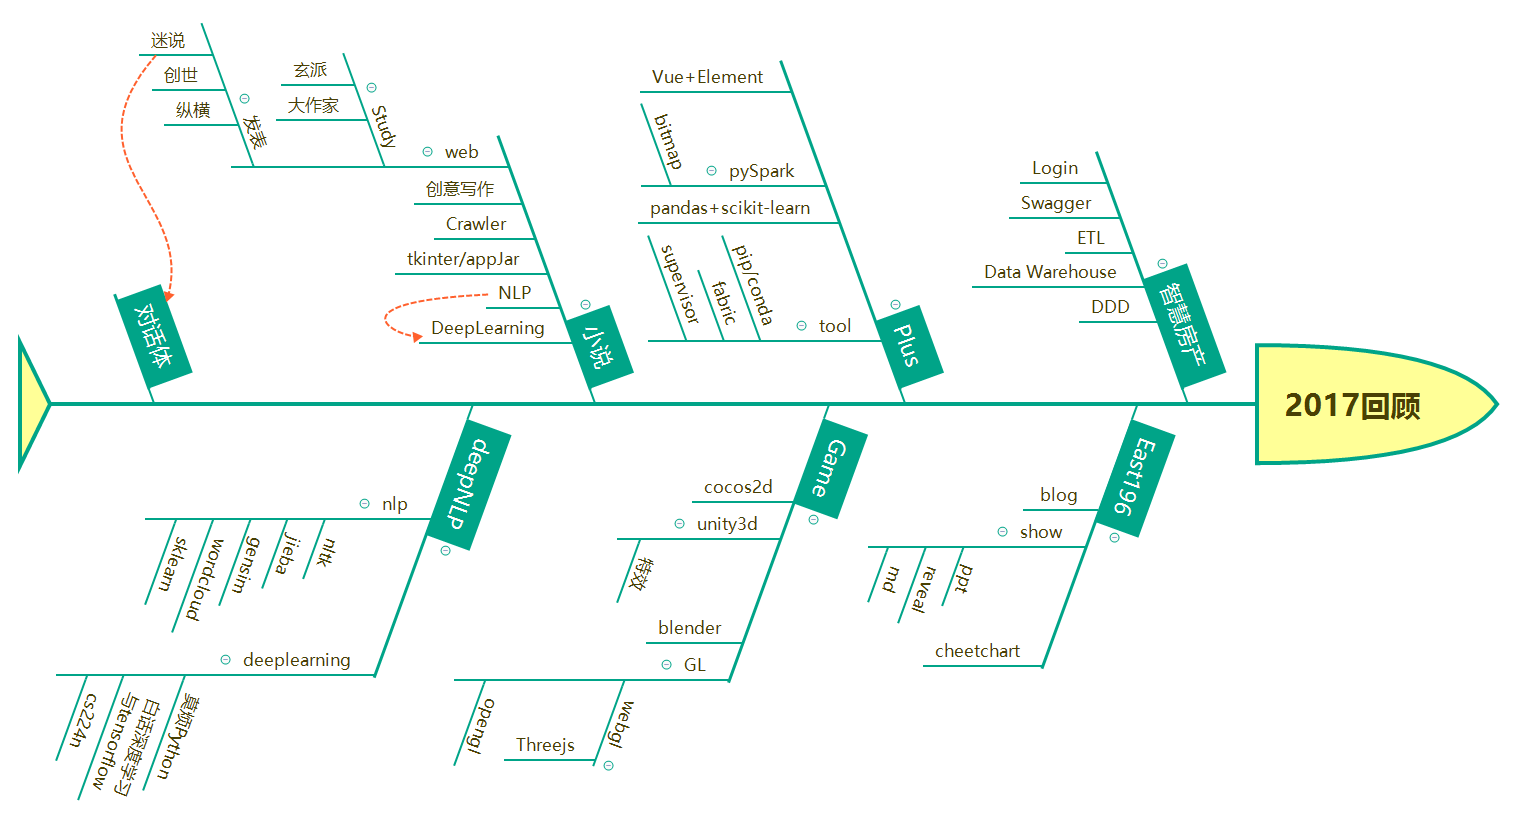 2017回顾
智慧房产
Login
Swagger
ETL
Data Warehouse
DDD
Plus
Vue+Element
pySpark
bitmap
pandas+scikit-learn
tool
pip/conda
fabric
supervisor
小说
web
Study
玄派
大作家
发表
迷说
创世
纵横
创意写作
Crawler
tkinter/appJar
NLP
DeepLearning
对话体
East196
blog
show
ppt
reveal
md
cheetchart
Game
cocos2d
unity3d
特效
blender
GL
webgl
Threejs
opengl
deepNLP
nlp
nltk
jieba
gensim
wordcloud
sklearn
deeplearning
莫烦Python
白话深度学习
与tensorflow
cs224n